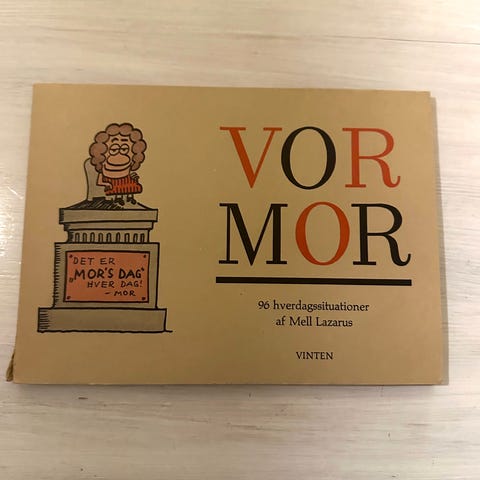 "DET ER
"MOR'S DAG"
HVER DAG!
- MOR
VOR
MOR
96 hverdagssituationer
af Mell Lazarus
VINTEN